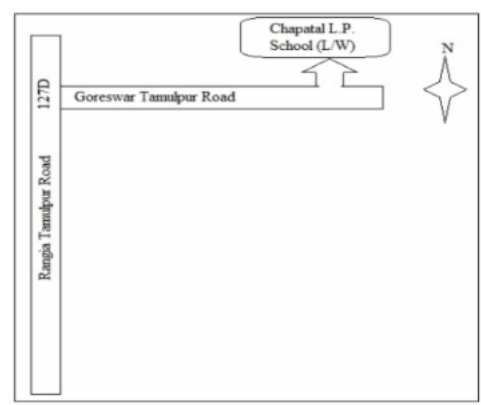 Chapatal L.P.
School (L/W)
N
Goreswar Tamulpur Road
127D
Rangia Tamulpur Road